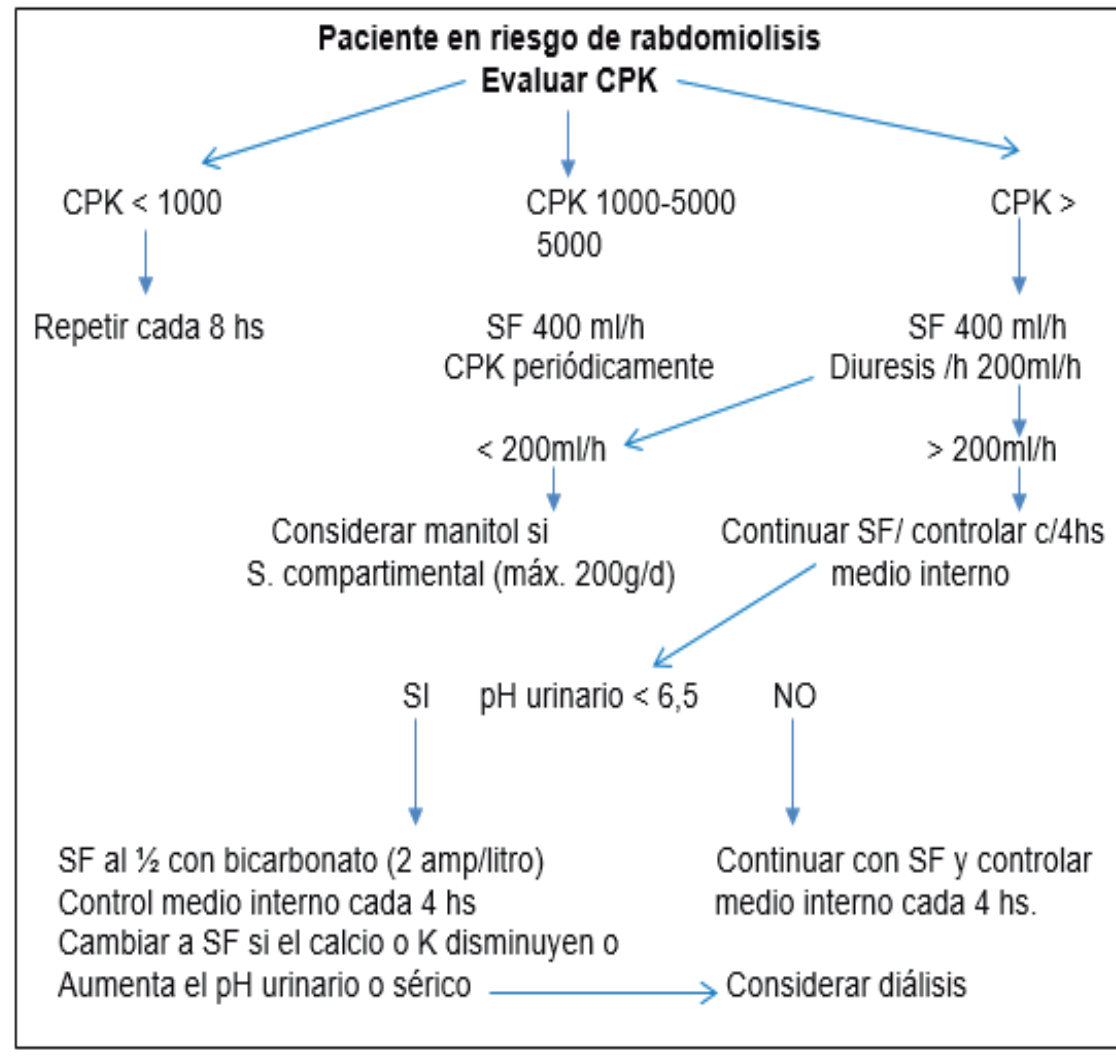 Paciente en riesgo de rabdomiolisis
Evaluar CPK
CPK < 1000
CPK 1000-5000
5000
CPK >
Repetir cada 8 hs
SF 400 ml/h
CPK periódicamente
SF 400 ml/h
Diuresis /h 200ml/h
< 200ml/h
> 200ml/h
Considerar manitol si
S. compartimental (máx. 200g/d)
Continuar SF/ controlar c/4hs
medio interno
SI
pH urinario < 6,5
NO
SF al ½ con bicarbonato (2 amp/litro)
Control medio interno cada 4 hs
Cambiar a SF si el calcio o K disminuyen o
Aumenta el pH urinario o sérico
Continuar con SF y controlar
medio interno cada 4 hs.
Considerar diálisis